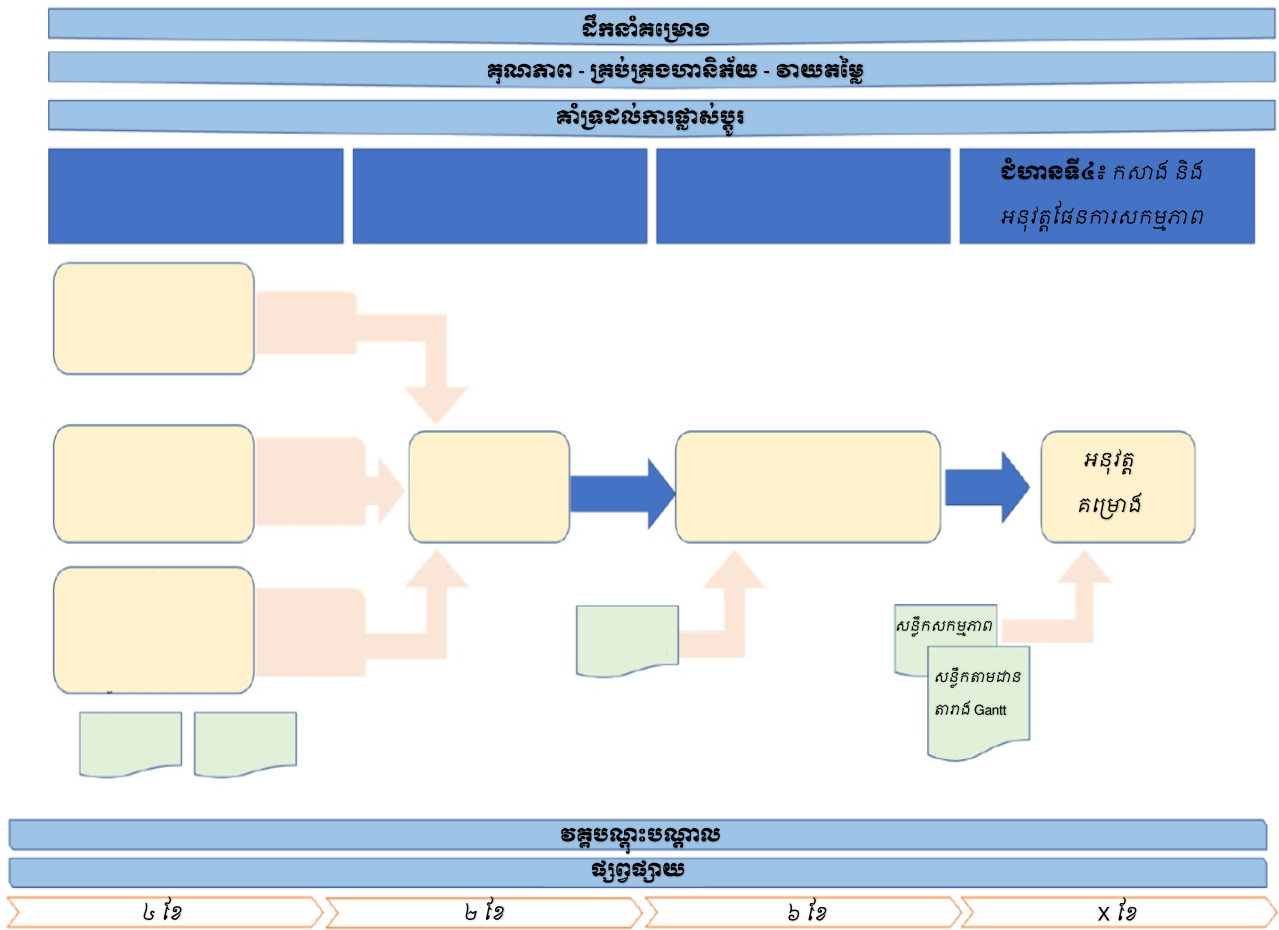 ដឹកនាំគម្រោង
គុណភាព - គ្រប់គ្រងហានិភ័យ - វាយតម្លៃ
គាំទ្រដល់ការផ្លាស់ប្តូរ
ជំហានទី៤៖ កសាង និង
អនុវត្តផែនការសកម្មភាព
អនុវត្ត
គម្រោង
សន្លឹកសកម្មភាព
សន្លឹកតាមដាន
តារាង Gantt
វគ្គបណ្តុះបណ្តាល
ផ្សព្វផ្សាយ
៤ ខែ
២ ខែ
៦ ខែ
X ខែ